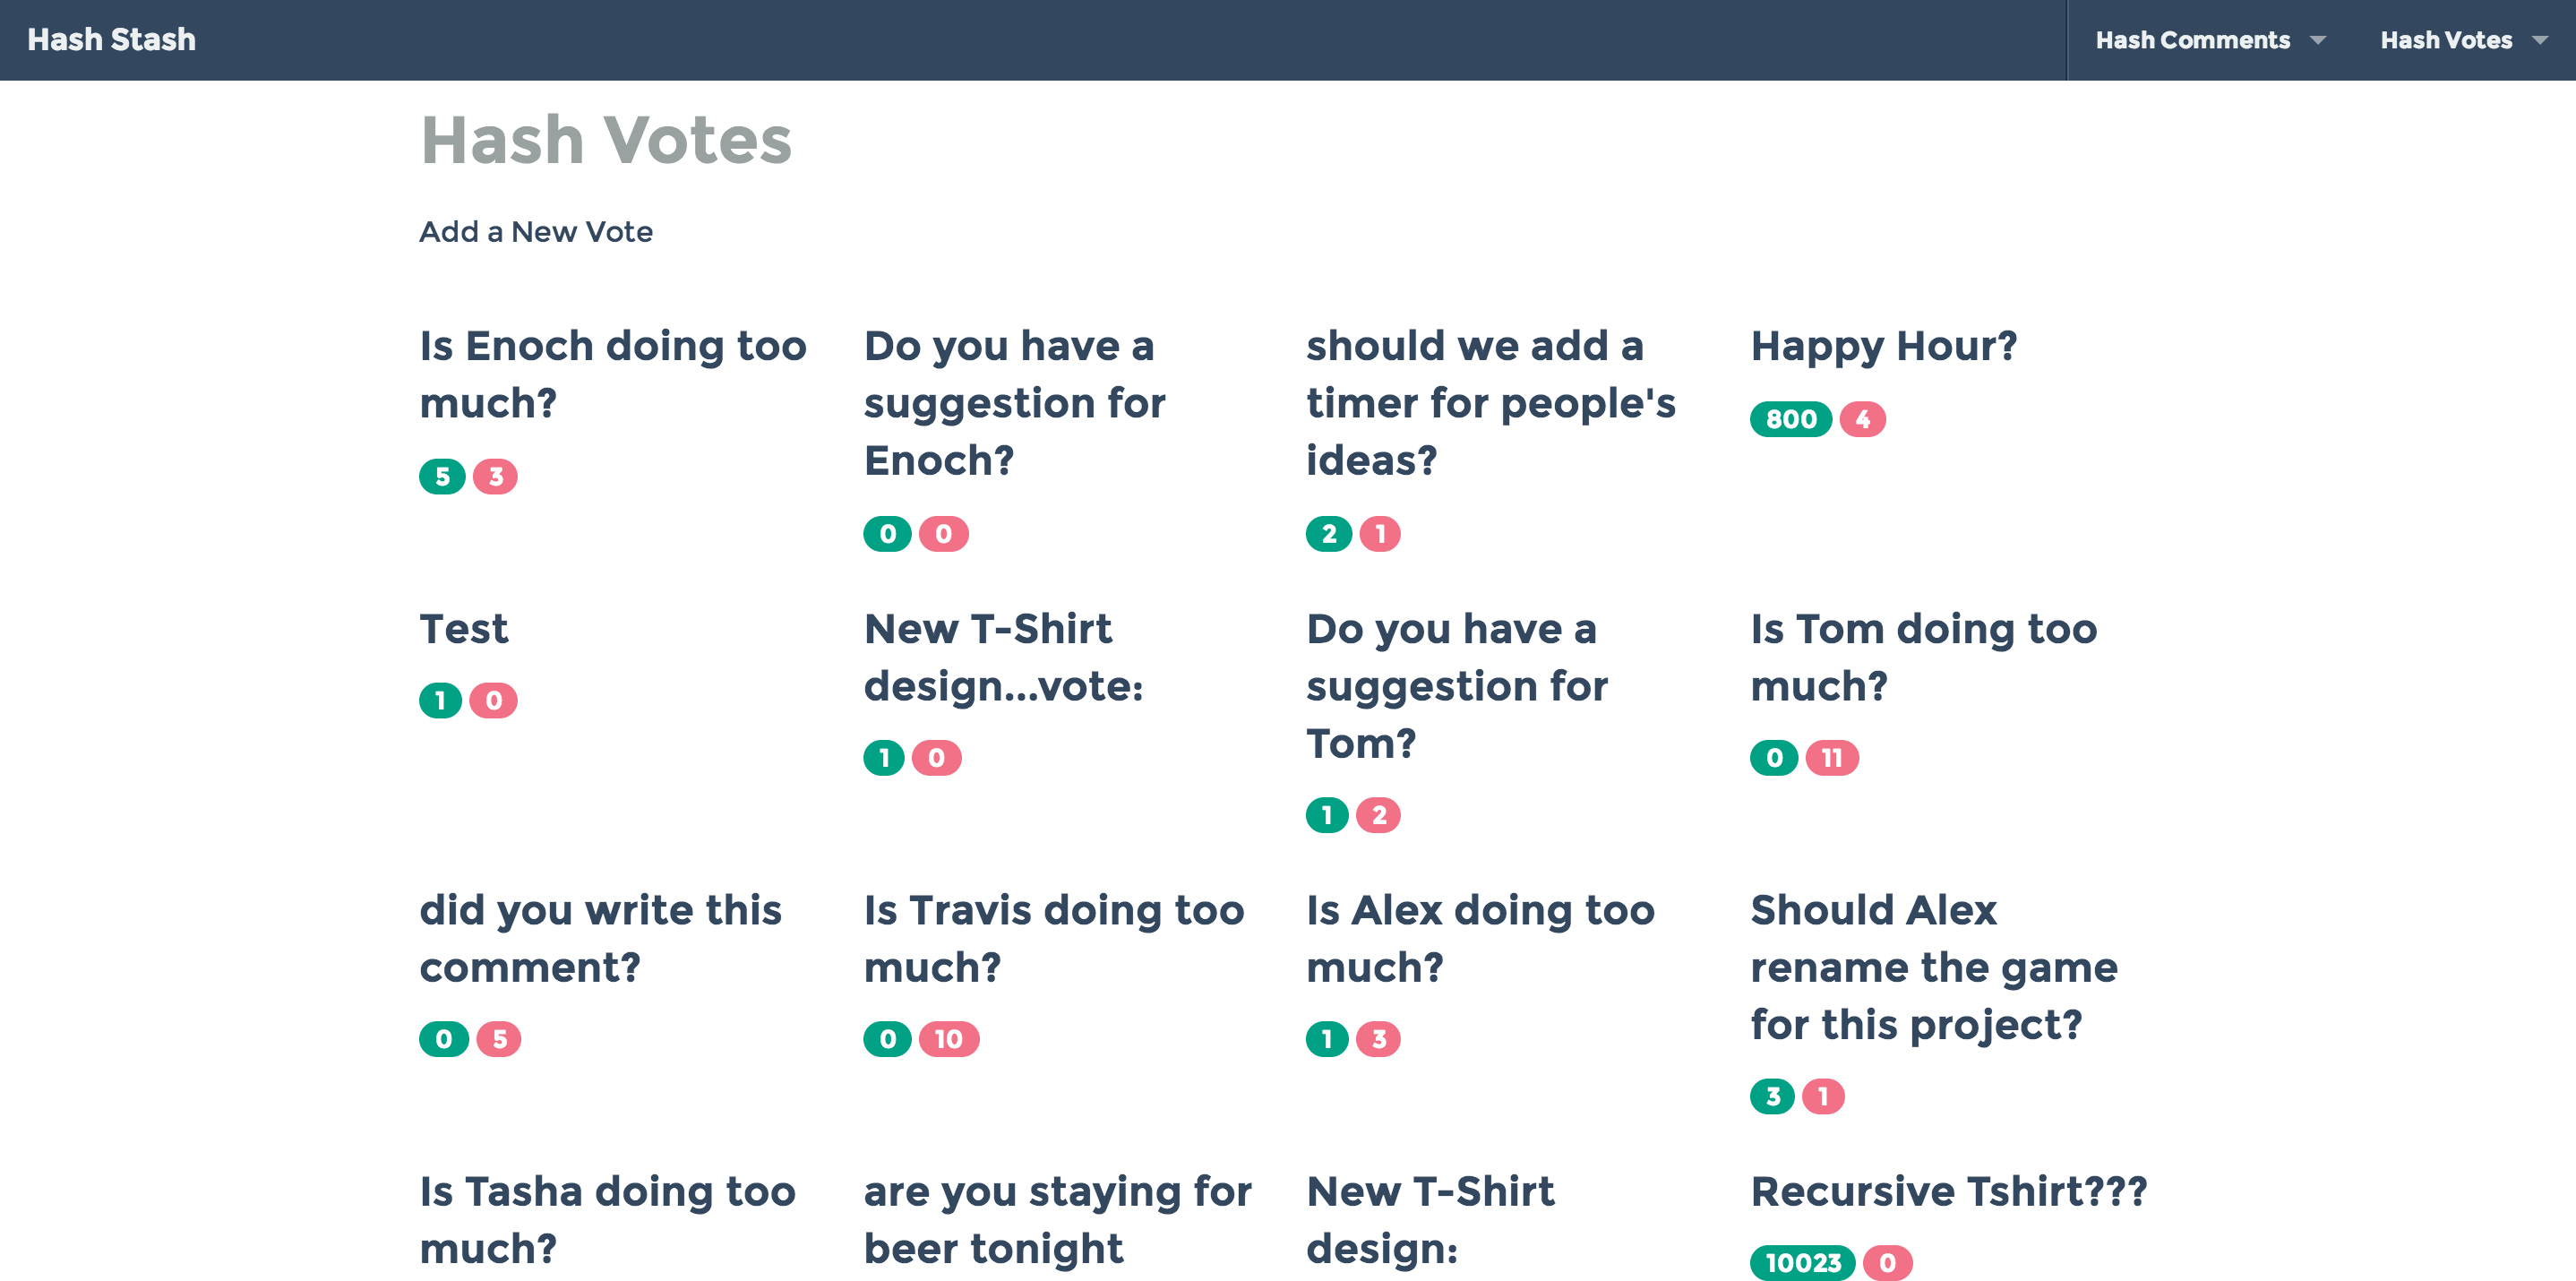 Hash Stash
Hash Comments
Hash Votes
Hash Votes
Add a New Vote
Is Enoch doing too
much?
5 3
Do you have a
suggestion for
Enoch?
0 0
should we add a
timer for people's
ideas?
2 1
Happy Hour?
800 4
Test
1 0
New T-Shirt
design...vote:
1 0
Do you have a
suggestion for
Tom?
1 2
Is Tom doing too
much?
0 11
did you write this
comment?
0 5
Is Travis doing too
much?
0 10
Is Alex doing too
much?
1 3
Should Alex
rename the game
for this project?
3 1
Is Tasha doing too
much?
are you staying for
beer tonight
New T-Shirt
design:
Recursive Tshirt???
10023 0